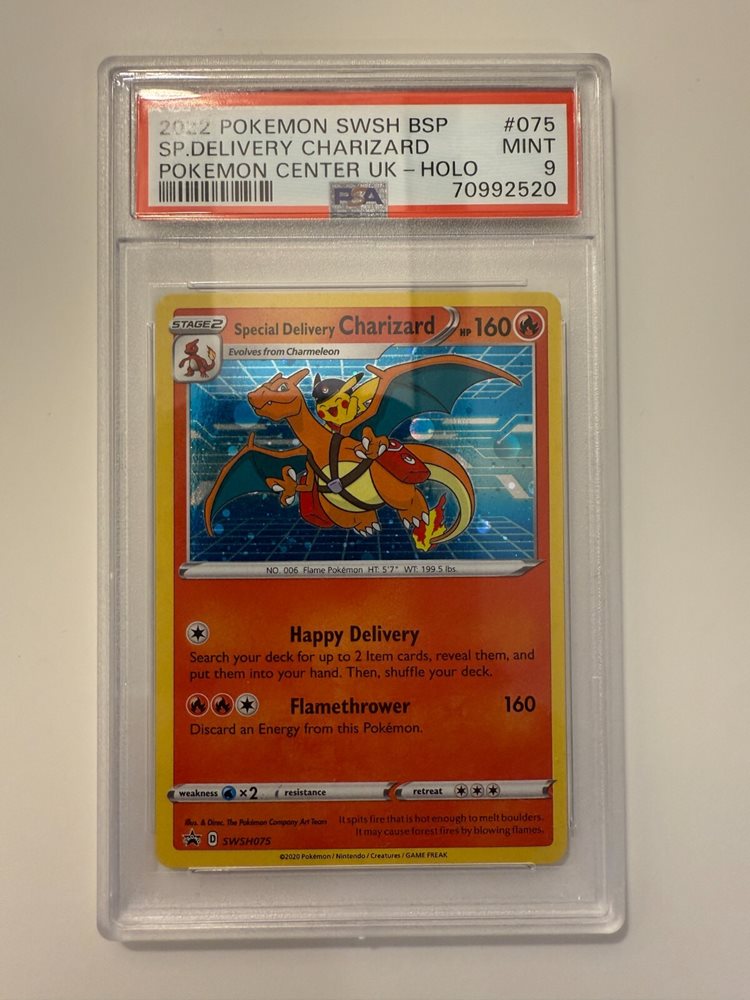 2022 POKEMON SWSH BSP #075
SP.DELIVERY CHARIZARD MINT
POKEMON CENTER UK - HOLO 9
PSA 70992520
STAGE 2 Special Delivery Charizard HP 160
Evolves from Charmeleon
NO. 006 Flame Pokémon HT: 5'7" WT: 199.5 lbs.
Happy Delivery
Search your deck for up to 2 Item cards, reveal them, and
put them into your hand. Then, shuffle your deck.
Flamethrower 160
Discard an Energy from this Pokémon.
weakness ×2 resistance retreat
Illus. & Direc. The Pokémon Company Art Team It spits fire that is hot enough to melt boulders.
It may cause forest fires by blowing flames.
D SWSH075
©2020 Pokémon / Nintendo / Creatures / GAME FREAK